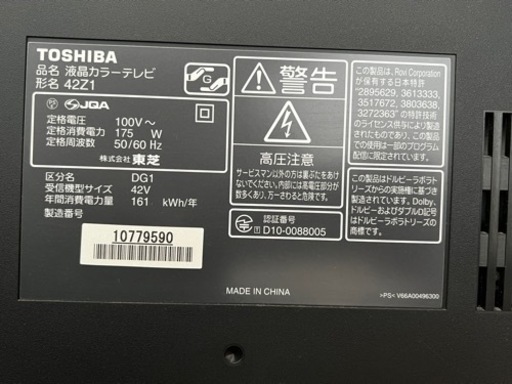 TOSHIBA
品名 液晶カラーテレビ
形名 42Z1
JQA
定格電圧 100V～
定格消費電力 175 W
定格周波数 50/60 Hz
株式会社 東芝
区分名 DG1
受信機型サイズ 42V
年間消費電力量 161 kWh/年
製造番号
10779590
G
警告
高圧注意
サービスマン以外の方は裏ぶたをあけ
ないでください。内部には高電圧部分が
数多くあり、万一さわると危険です。
認証番号
D10-0088005
MADE IN CHINA
この製品は、Rovi Corporation
が保有する米国特許
"2895629, 3613333,
3517672, 3803638,
3272363" の特許技術
のライセンス供与により製造
されたものであり、この製品
での使用は一部のプログラム
配信に限定されています。
この製品はドルビーラボラト
リーズからの実施権に基づき
製造されています。Dolby、
ドルビー及びダブルD記号
はドルビーラボラトリーズの
商標です。
>PS< V66A00496300